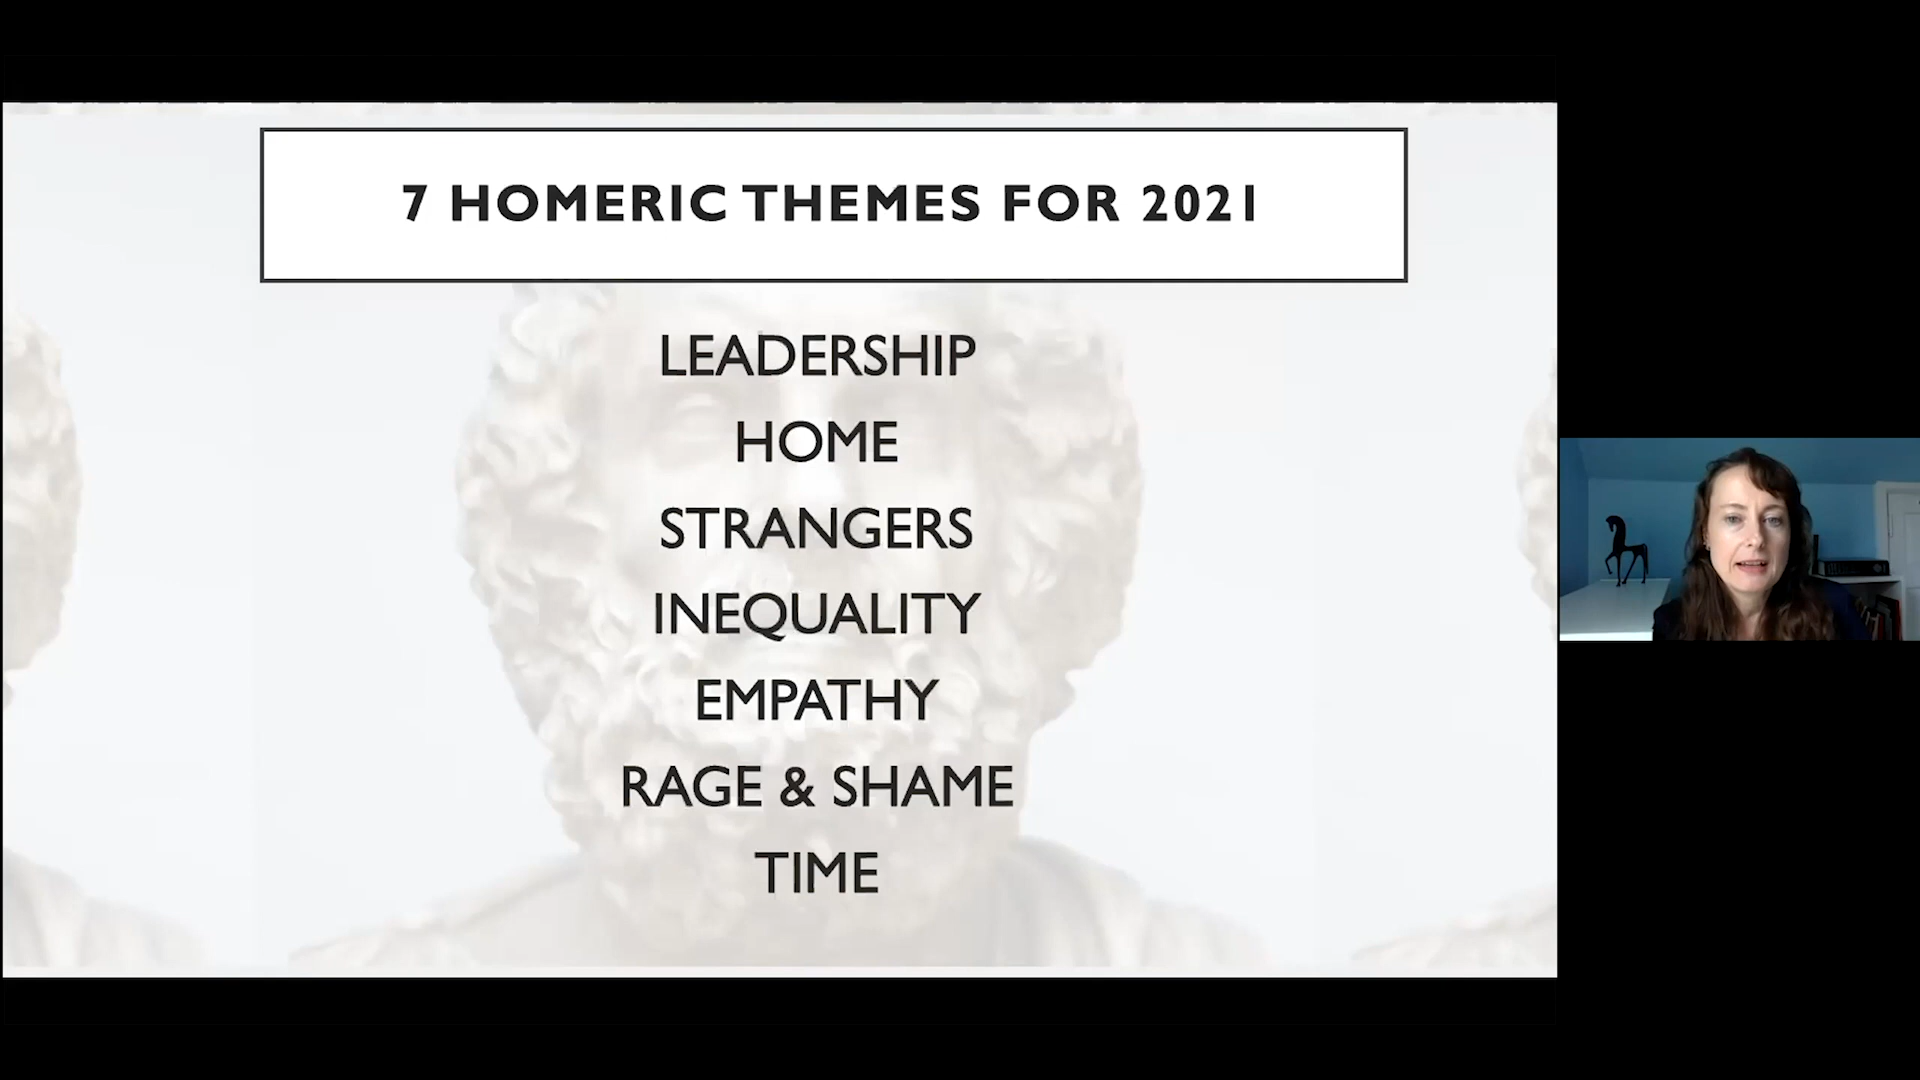 7 HOMERIC THEMES FOR 2021
LEADERSHIP
HOME
STRANGERS
INEQUALITY
EMPATHY
RAGE & SHAME
TIME